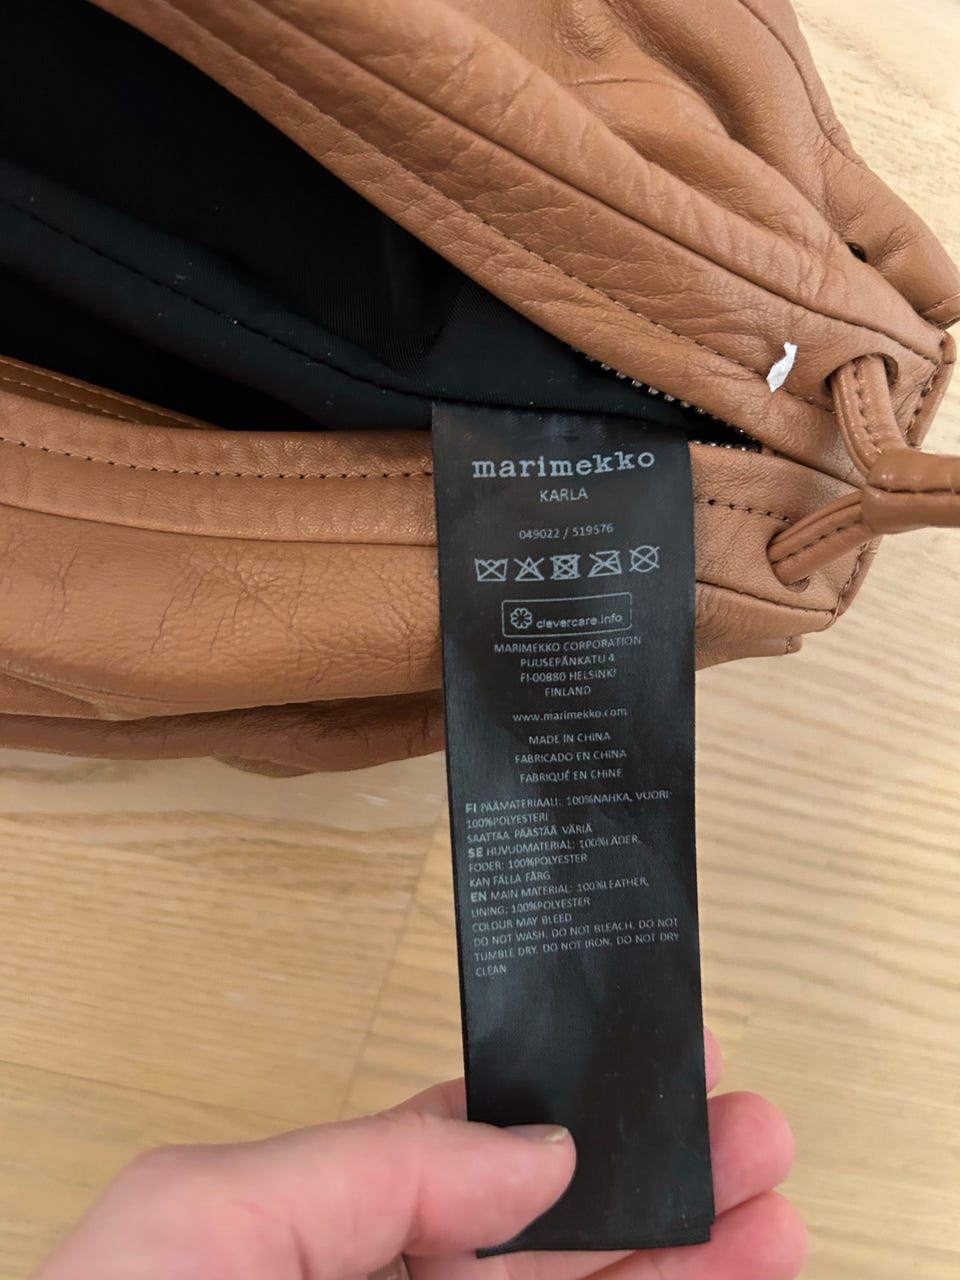 marimekko
KARLA
049022 / 519576
clevercare.info
MARIMEKKO CORPORATION
PUUSEPÄNKATU 4
FI-00880 HELSINKI
FINLAND
www.marimekko.com
MADE IN CHINA
FABRICADO EN CHINA
FABRIQUÉ EN CHINE
FI PÄÄMATERIAALI: 100%NAHKA, VUORI:
100%POLYESTERI
SAATTAA PÄÄSTÄÄ VÄRIÄ
SE HUVUDMATERIAL: 100%LÄDER,
FODER: 100%POLYESTER
KAN FÄLLA FÄRG
EN MAIN MATERIAL: 100%LEATHER,
LINING: 100%POLYESTER
COLOUR MAY BLEED
DO NOT WASH. DO NOT BLEACH. DO NOT
TUMBLE DRY. DO NOT IRON. DO NOT DRY
CLEAN